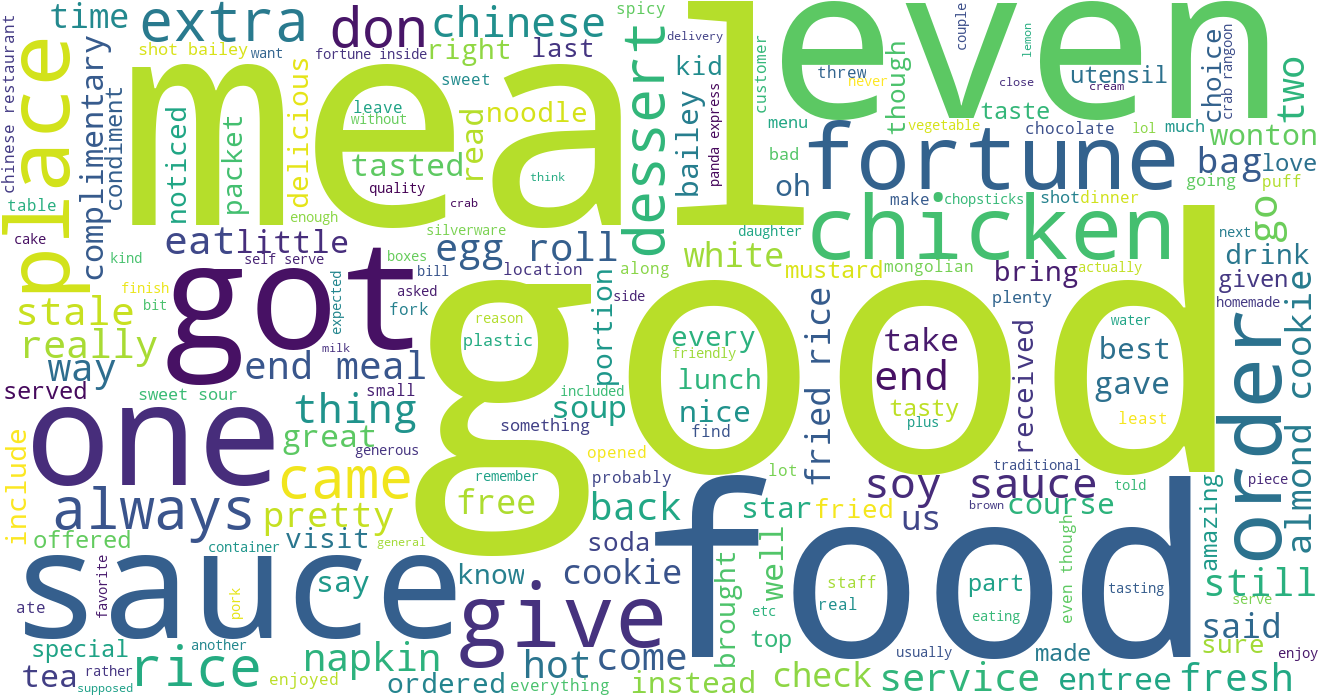 meal
good
food
even
got
one
sauce
fortune
chicken
order
place
give
extra
don
chinese
time
right
last
spicy
delivery
shot bailey
want
fortune inside
sweet
kid
customer
couple
lemon
threw
never
utensil
close
cream
choice
crab rangoon
two
though
taste
chinese restaurant
complimentary
condiment
noticed
packet
delicious
leave
without
tasted
read
noodle
quality
think
crab
dessert
bailey
panda express
menu
bad
oh
vegetable
chocolate
lol
much
wonton
bag
love
going
puff
make
chopsticks
shot
dinner
table
cake
kind
eat
little
enough
self serve
silverware
egg roll
boxes
bill
location
asked
fork
along
side
white
daughter
mustard
mongolian
bring
actually
plenty
go
next
drink
given
homemade
cookie
stale
finish
bit
really
way
served
expected
milk
end meal
small
sweet sour
thing
great
generous
portion
reason
plastic
included
soup
something
every
friendly
lunch
nice
find
fried rice
take
end
tasty
plus
received
water
best
gave
least
include
always
came
pretty
offered
container
visit
general
remember
free
opened
probably
back
lot
star
fried
soy sauce
traditional
us
brown
course
told
amazing
piece
almond
still
serve
soda
know
cookie
brought
well
etc
top
staff
real
part
eating
even though
tasting
said
sure
enjoy
ate
favorite
pork
say
special
another
rather
tea
supposed
rice
enjoyed
napkin
ordered
hot
come
everything
instead
check
usually
service
made
entree
fresh